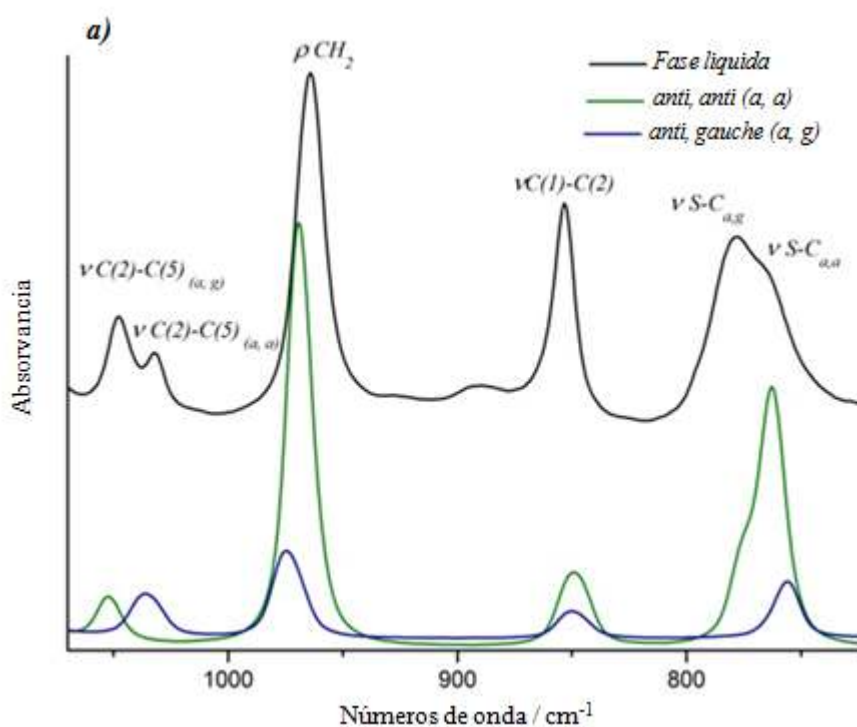 a)
ρ CH₂
Fase liquida
anti, anti (a, a)
anti, gauche (a, g)
νC(1)-C(2)
ν S-Cₐ,g
ν S-Cₐ,ₐ
ν C(2)-C(5) (a, g)
ν C(2)-C(5) (a, a)
Absorvancia
1000
900
800
Números de onda / cm⁻¹